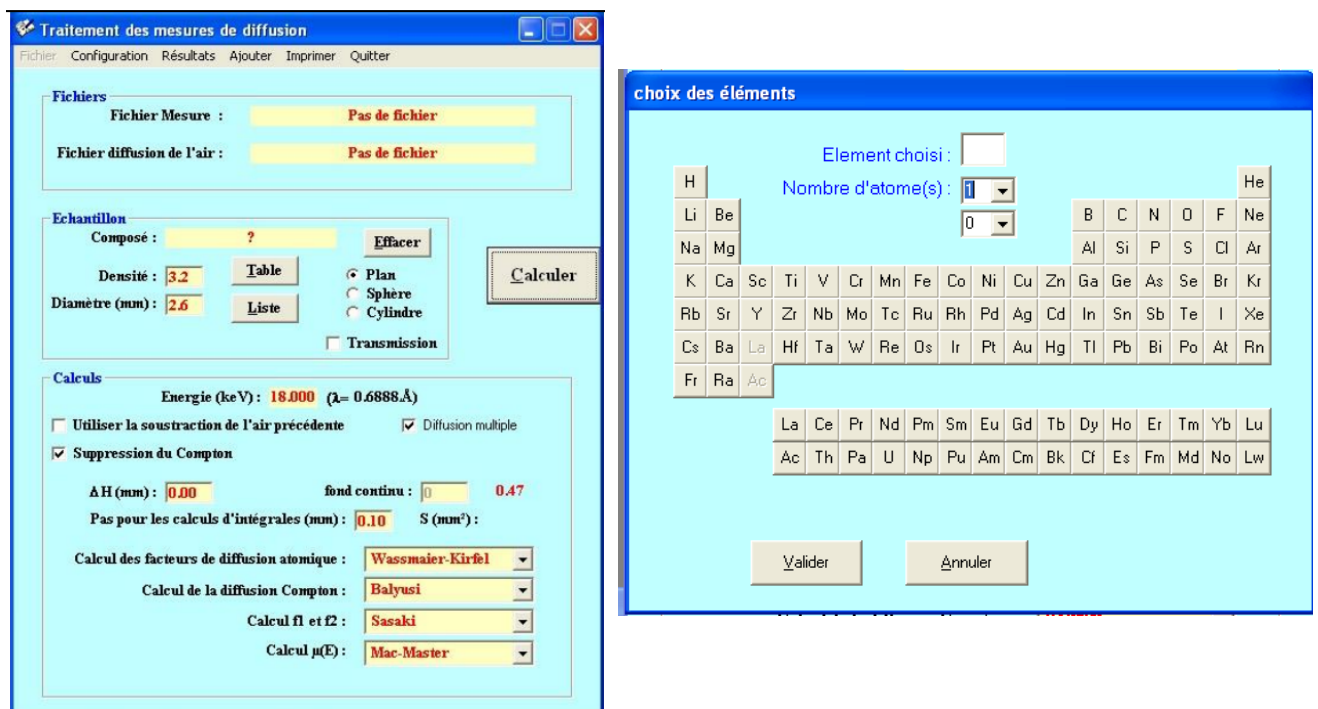 Traitement des mesures de diffusion
Fichier Configuration Résultats Ajouter Imprimer Quitter
Fichiers
Fichier Mesure : Pas de fichier
Fichier diffusion de l'air : Pas de fichier
Echantillon
Composé : ? Effacer
Densité : 3.2 Table Plan
Sphère
Diamètre (mm) : 2.6 Liste Cylindre
Transmission
Calculer
Calculs
Energie (keV) : 18.000 (λ= 0.6888.Å)
Utiliser la soustraction de l'air précédente Diffusion multiple
Suppression du Compton
ΔH (mm) : 0.00 fond continu : 0 0.47
Pas pour les calculs d'intégrales (mm) : 0.10 S (mm²) :
Calcul des facteurs de diffusion atomique : Wassmaier-Kirfel
Calcul de la diffusion Compton : Balyusi
Calcul f1 et f2 : Sasaki
Calcul µ(E) : Mac-Master
choix des éléments
Element choisi :
Nombre d'atome(s) : 1
0
H He
Li Be B C N O F Ne
Na Mg Al Si P S Cl Ar
K Ca Sc Ti V Cr Mn Fe Co Ni Cu Zn Ga Ge As Se Br Kr
Rb Sr Y Zr Nb Mo Tc Ru Rh Pd Ag Cd In Sn Sb Te I Xe
Cs Ba La Hf Ta W Re Os Ir Pt Au Hg Tl Pb Bi Po At Rn
Fr Ra Ac
La Ce Pr Nd Pm Sm Eu Gd Tb Dy Ho Er Tm Yb Lu
Ac Th Pa U Np Pu Am Cm Bk Cf Es Fm Md No Lw
Valider Annuler